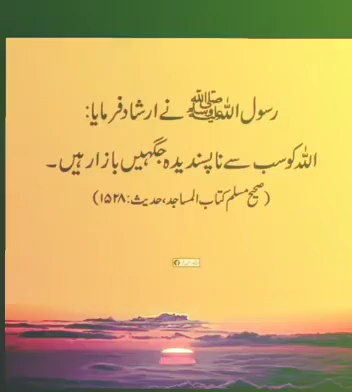 رسول اللہ ﷺ نے ارشاد فرمایا:
اللہ کو سب سے ناپسندیدہ جگہیں بازار ہیں۔
(صحیح مسلم کتاب المساجد، حدیث: ۱۵۲۸)